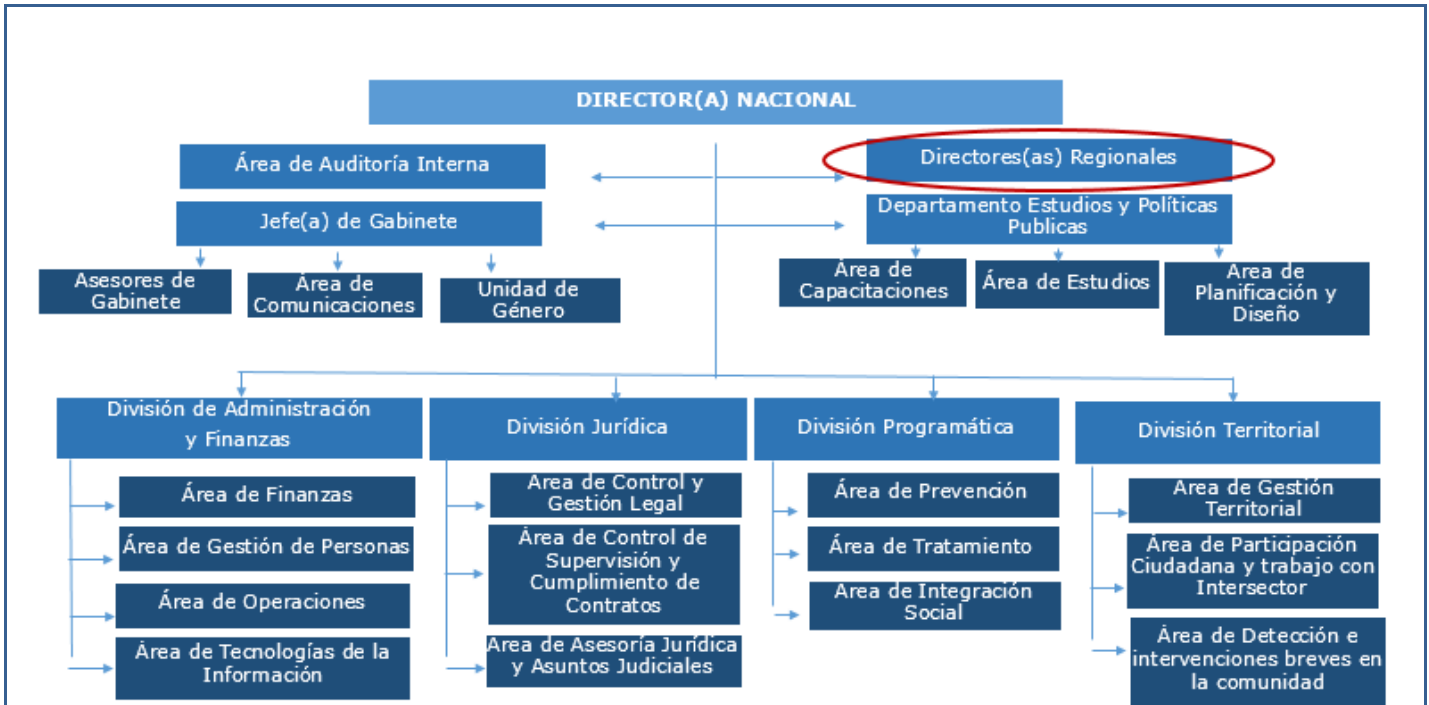 DIRECTOR(A) NACIONAL
Área de Auditoría Interna
Directores(as) Regionales
Jefe(a) de Gabinete
Departamento Estudios y Políticas
Publicas
Asesores de
Gabinete
Área de
Comunicaciones
Unidad de
Género
Área de
Capacitaciones
Área de Estudios
Area de
Planificación y
Diseño
División de Administración
y Finanzas
División Jurídica
División Programática
División Territorial
Área de Finanzas
Área de Gestión de Personas
Área de Operaciones
Área de Tecnologías de la
Información
Area de Control y
Gestión Legal
Área de Control de
Supervisión y
Cumplimiento de
Contratos
Area de Asesoría Jurídica
y Asuntos Judiciales
Área de Prevención
Área de Tratamiento
Area de Integración
Social
Area de Gestión
Territorial
Área de Participación
Ciudadana y trabajo con
Intersector
Área de Detección e
intervenciones breves en
la comunidad